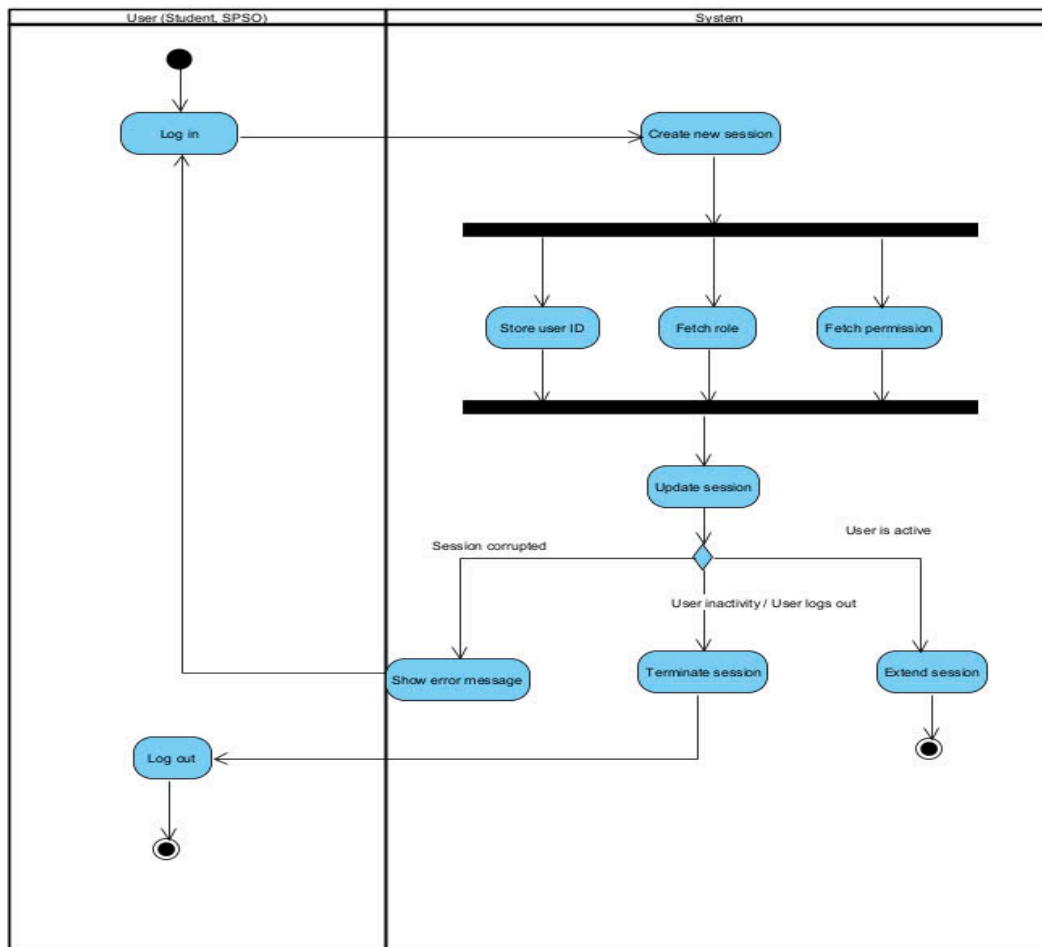 User (Student, SPSO)
System
Log in
Create new session
Store user ID
Fetch role
Fetch permission
Update session
User is active
Session corrupted
User inactivity / User logs out
Show error message
Terminate session
Extend session
Log out